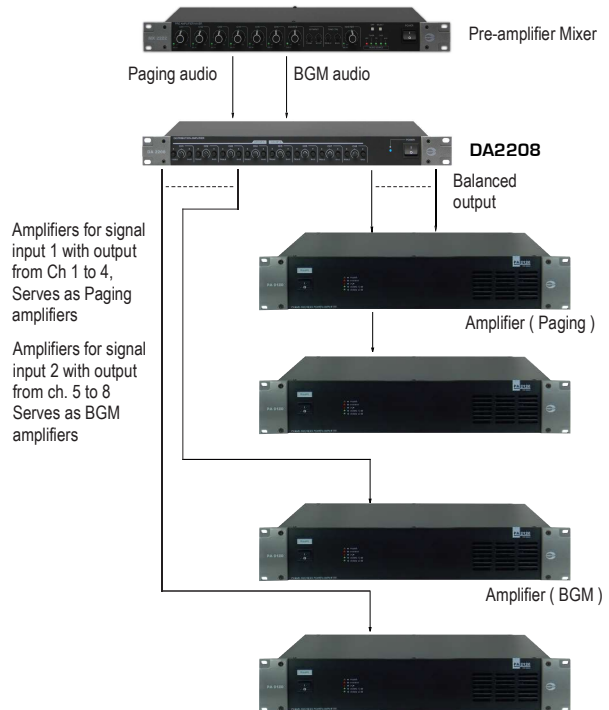 Pre-amplifier Mixer
Paging audio
BGM audio
DA2208
Balanced
output
Amplifiers for signal
input 1 with output
from Ch 1 to 4,
Serves as Paging
amplifiers
Amplifier ( Paging )
Amplifiers for signal
input 2 with output
from ch. 5 to 8
Serves as BGM
amplifiers
Amplifier ( BGM )